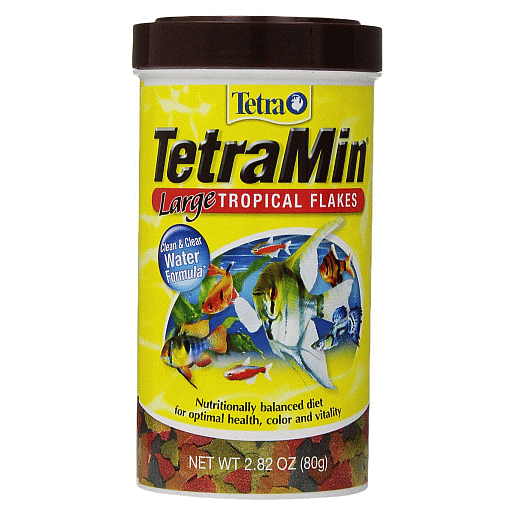 Tetra
TetraMin®
Large TROPICAL FLAKES
Clean & Clear
Water
Formula*
Nutritionally balanced diet
for optimal health, color and vitality
NET WT 2.82 OZ (80g)